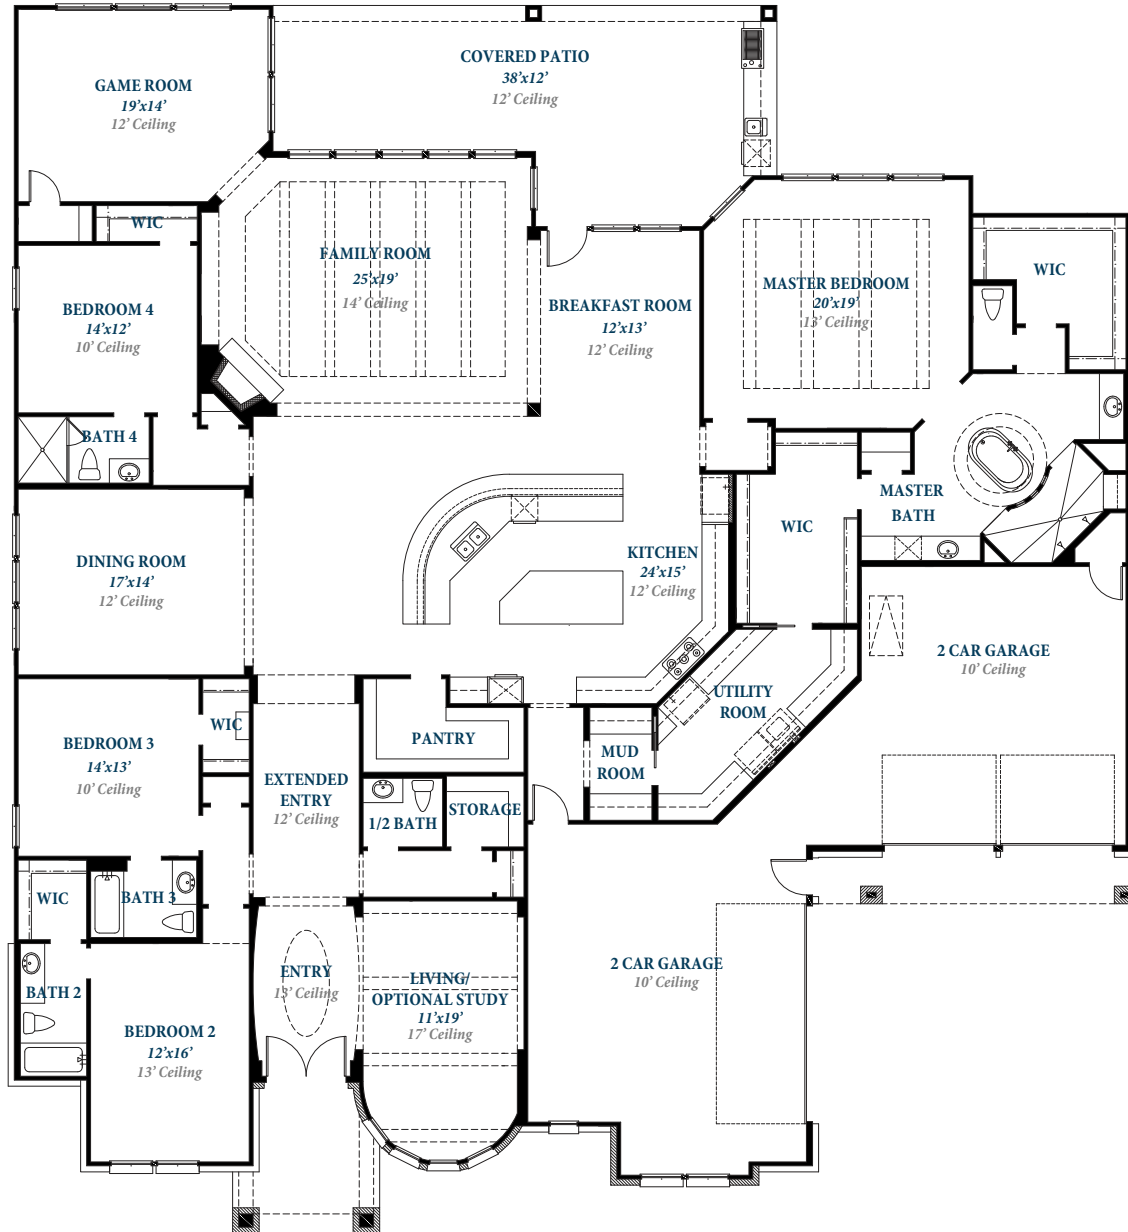 COVERED PATIO
38'x12'
12' Ceiling
GAME ROOM
19'x14'
12' Ceiling
WIC
FAMILY ROOM
25'x19'
14' Ceiling
MASTER BEDROOM
20'x19'
13' Ceiling
WIC
BEDROOM 4
14'x12'
10' Ceiling
BREAKFAST ROOM
12'x13'
12' Ceiling
BATH 4
MASTER
BATH
WIC
DINING ROOM
17'x14'
12' Ceiling
KITCHEN
24'x15'
12' Ceiling
2 CAR GARAGE
10' Ceiling
UTILITY
ROOM
WIC
BEDROOM 3
14'x13'
10' Ceiling
PANTRY
MUD
ROOM
EXTENDED
ENTRY
12' Ceiling
1/2 BATH
STORAGE
WIC
BATH 3
2 CAR GARAGE
10' Ceiling
ENTRY
13' Ceiling
LIVING/
OPTIONAL STUDY
11'x19'
17' Ceiling
BATH 2
BEDROOM 2
12'x16'
13' Ceiling